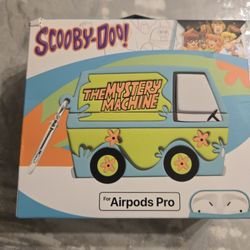 SCOOBY-DOO!
THE MYSTERY
MACHINE
For Airpods Pro